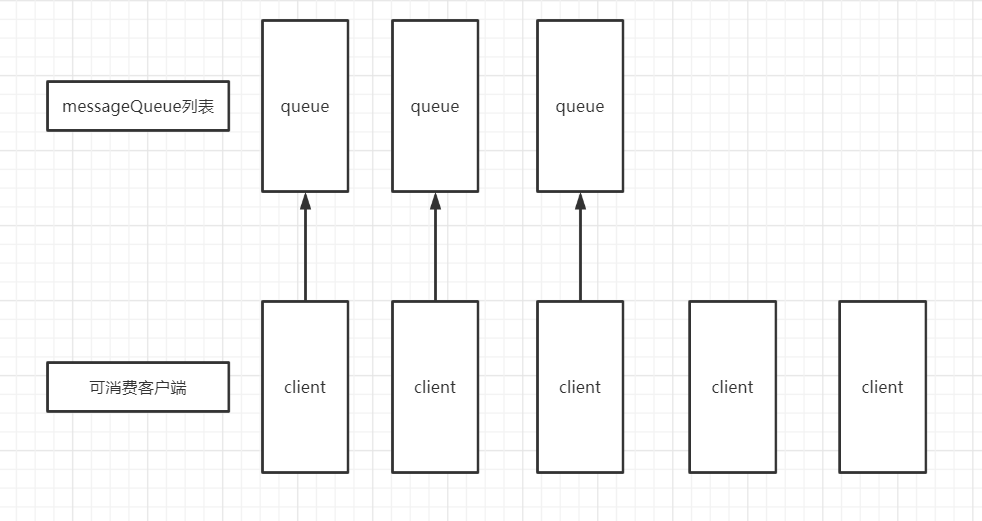 messageQueue列表
queue
queue
queue
可消费客户端
client
client
client
client
client